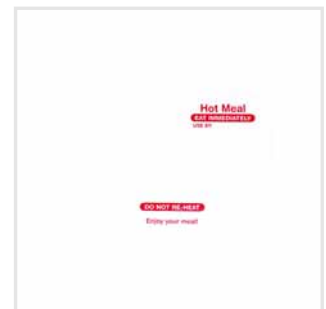 Hot Meal
EAT IMMEDIATELY
USE BY
DO NOT RE-HEAT
Enjoy your meal!